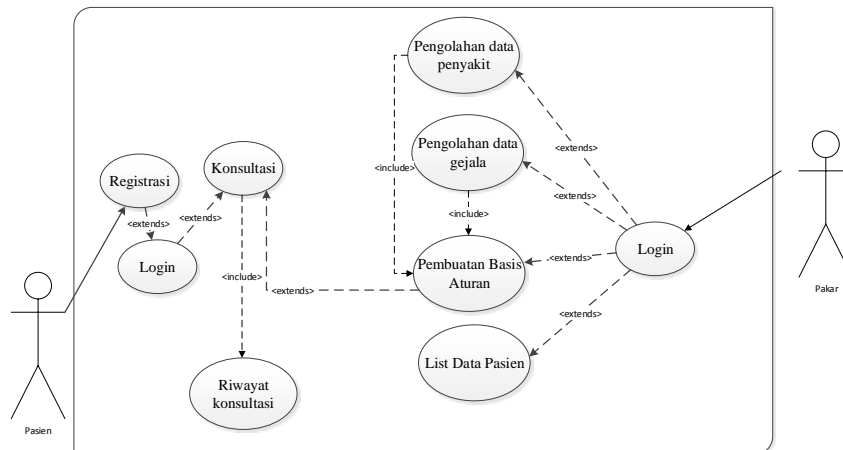 Pengolahan data
penyakit
<extends>
Pengolahan data
gejala
<include>
Konsultasi
Registrasi
<extends>
<extends>
<extends>
<include>
Login
Login
<extends>
Pembuatan Basis
Aturan
<include>
<extends>
<extends>
List Data Pasien
Riwayat
konsultasi
Pakar
Pasien